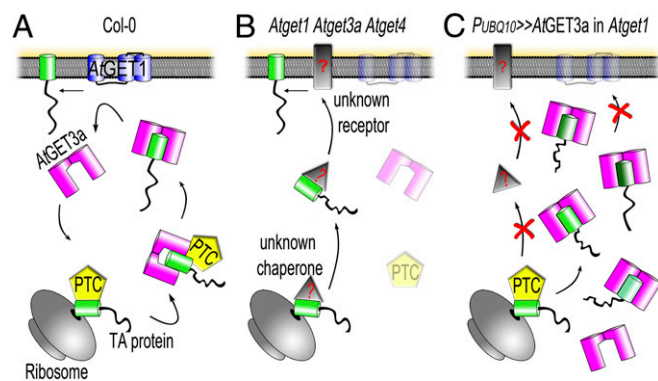 A
Col-0
AtGET1
AtGET3a
PTC
PTC
TA protein
Ribosome
B
Atget1 Atget3a Atget4
?
unknown
receptor
?
unknown
chaperone
?
PTC
C
PUBQ10>>AtGET3a in Atget1
?
?
PTC